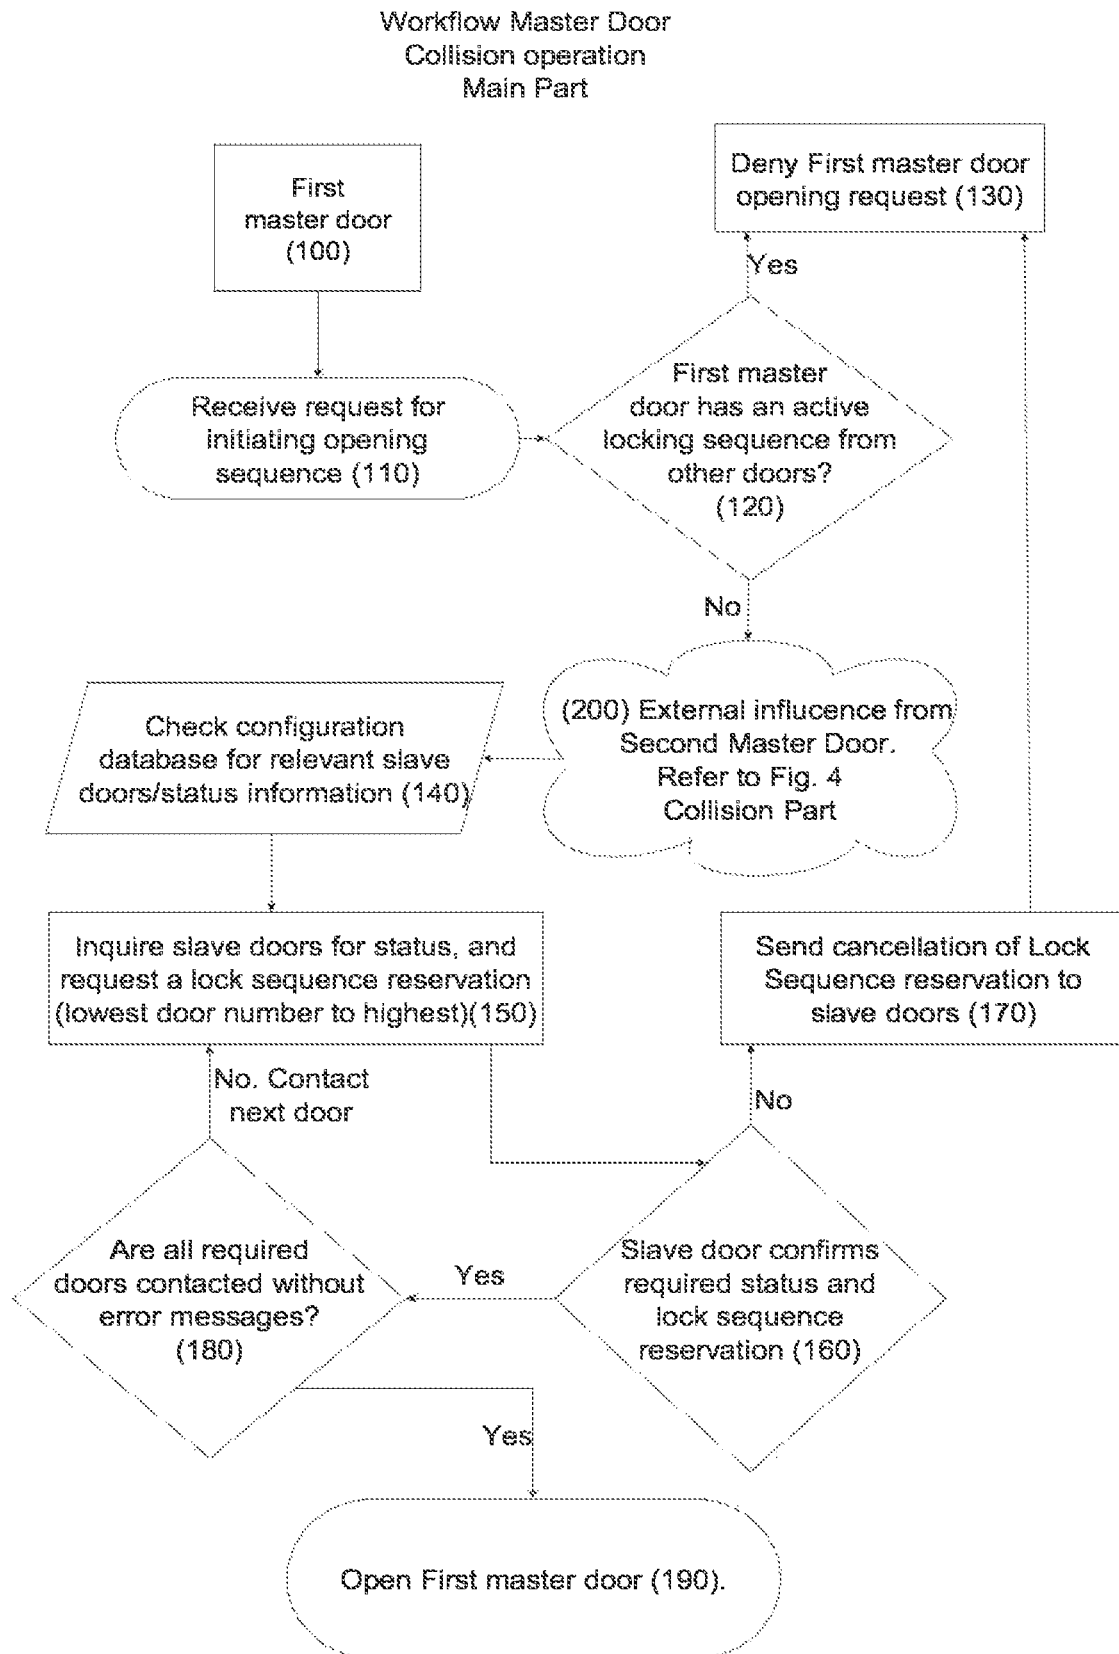 Workflow Master Door
Collision operation
Main Part
First
master door
(100)
Deny First master door
opening request (130)
Yes
Receive request for
initiating opening
sequence (110)
First master
door has an active
locking sequence from
other doors?
(120)
No
(200) External influcence from
Second Master Door.
Refer to Fig. 4
Collision Part
Check configuration
database for relevant slave
doors/status information (140)
Inquire slave doors for status, and
request a lock sequence reservation
(lowest door number to highest)(150)
Send cancellation of Lock
Sequence reservation to
slave doors (170)
No. Contact
next door
No
Are all required
doors contacted without
error messages?
(180)
Yes
Slave door confirms
required status and
lock sequence
reservation (160)
Yes
Open First master door (190).